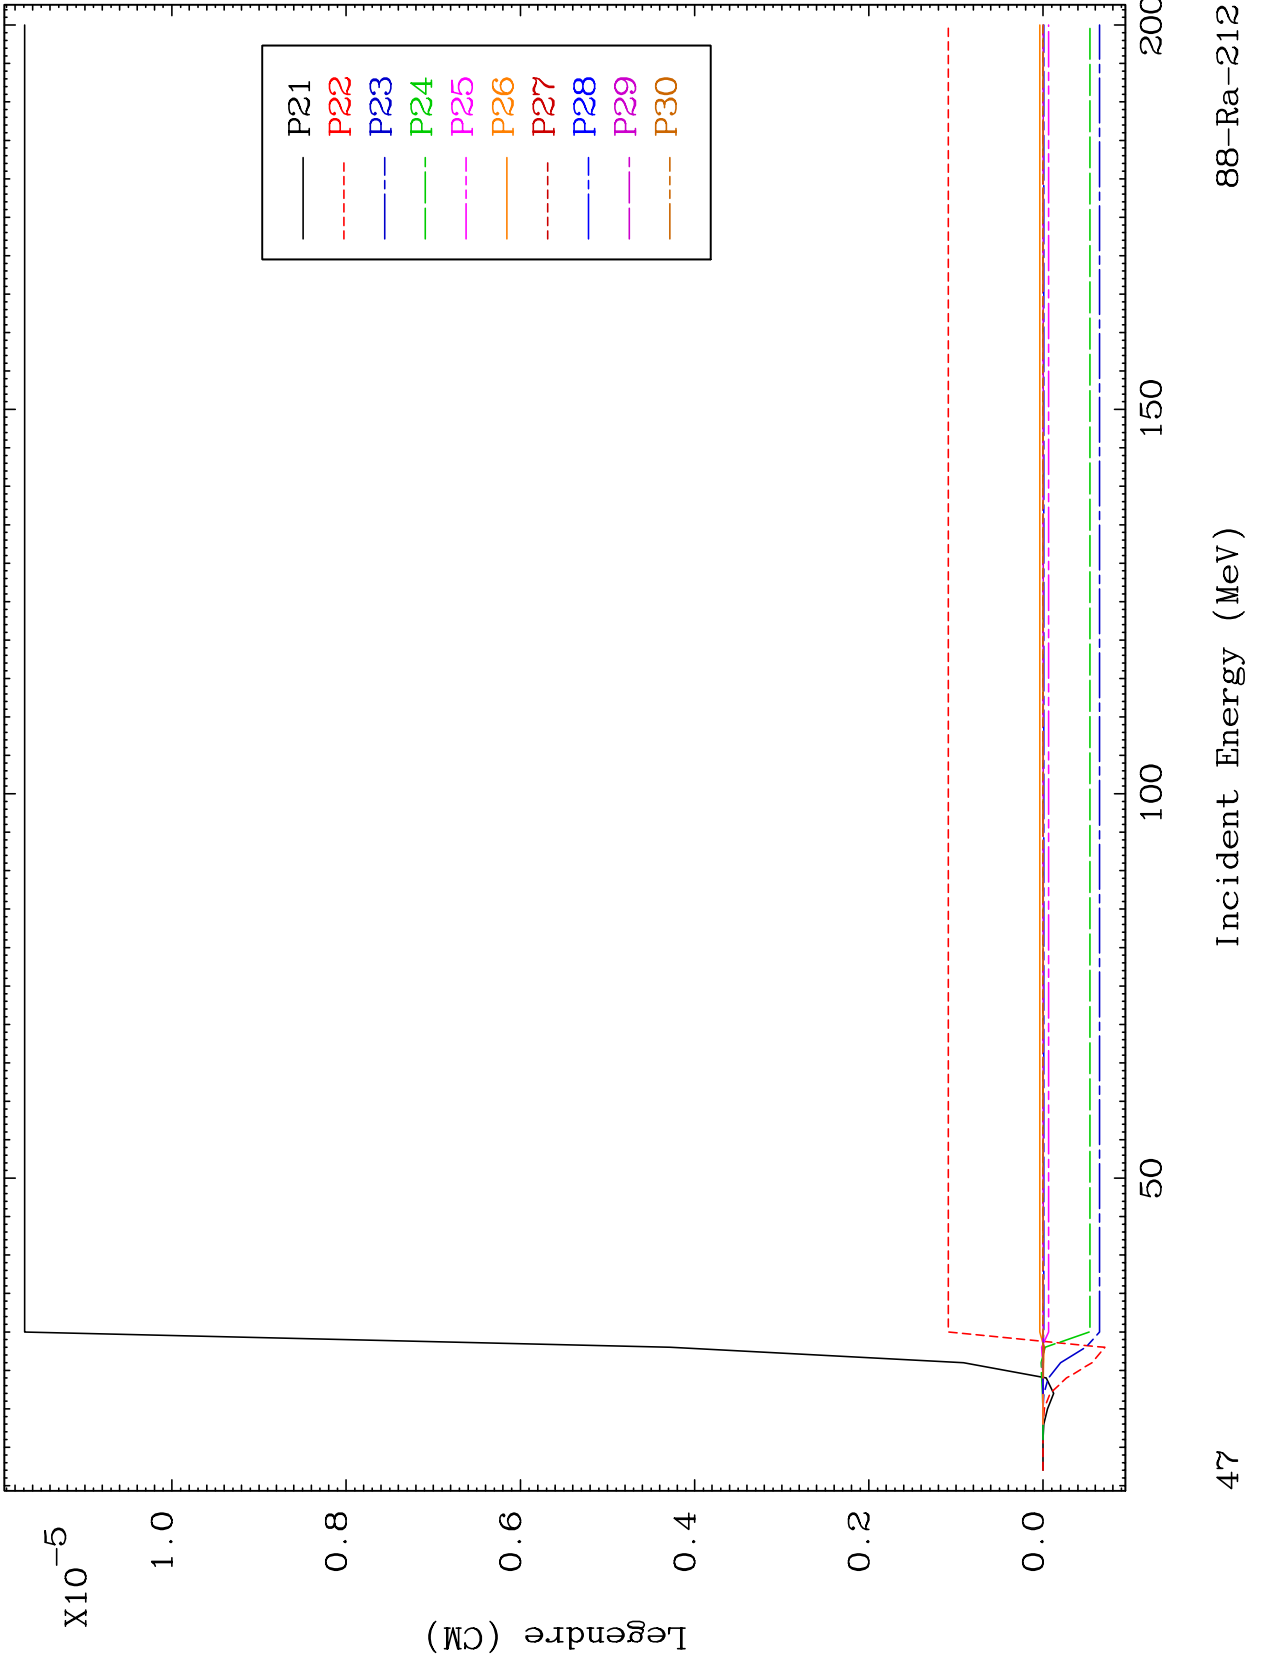 X10-5
1.0
0.8
0.6
0.4
0.2
0.0
Legendre (CM)
P21
P22
P23
P24
P25
P26
P27
P28
P29
P30
50
100
150
200
Incident Energy (MeV)
47
88-Ra-212